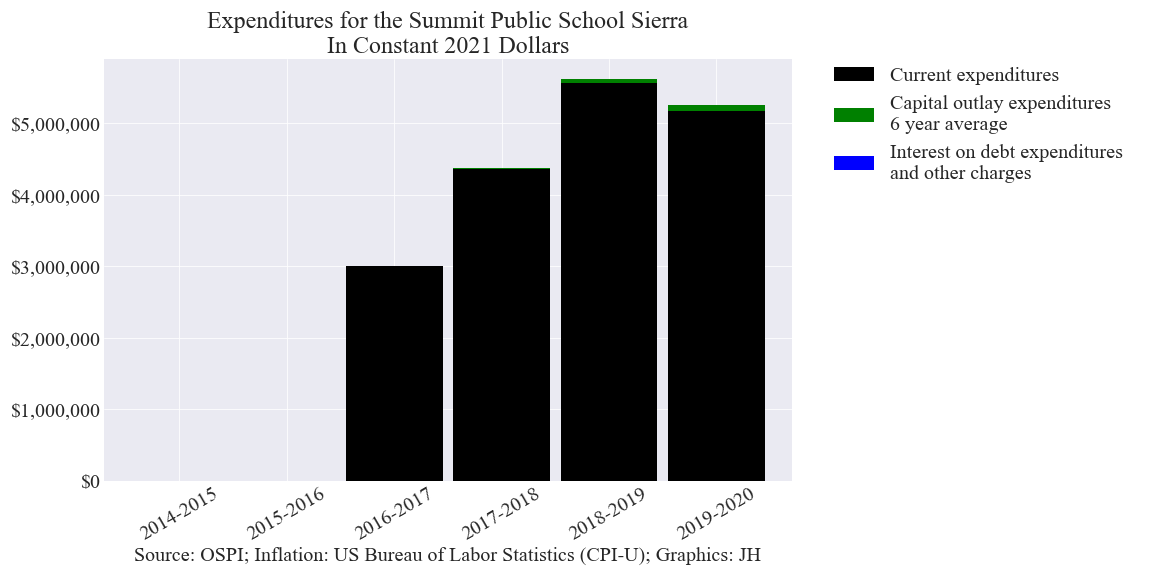 Expenditures for the Summit Public School Sierra
In Constant 2021 Dollars
Current expenditures
Capital outlay expenditures
6 year average
Interest on debt expenditures
and other charges
$5,000,000
$4,000,000
$3,000,000
$2,000,000
$1,000,000
$0
2014-2015
2015-2016
2016-2017
2017-2018
2018-2019
2019-2020
Source: OSPI; Inflation: US Bureau of Labor Statistics (CPI-U); Graphics: JH